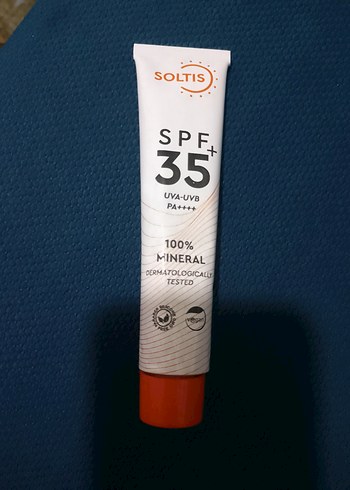 SOLTIS
SPF
35+
UVA-UVB
PA++++
100%
MINERAL
DERMATOLOGICALLY
TESTED